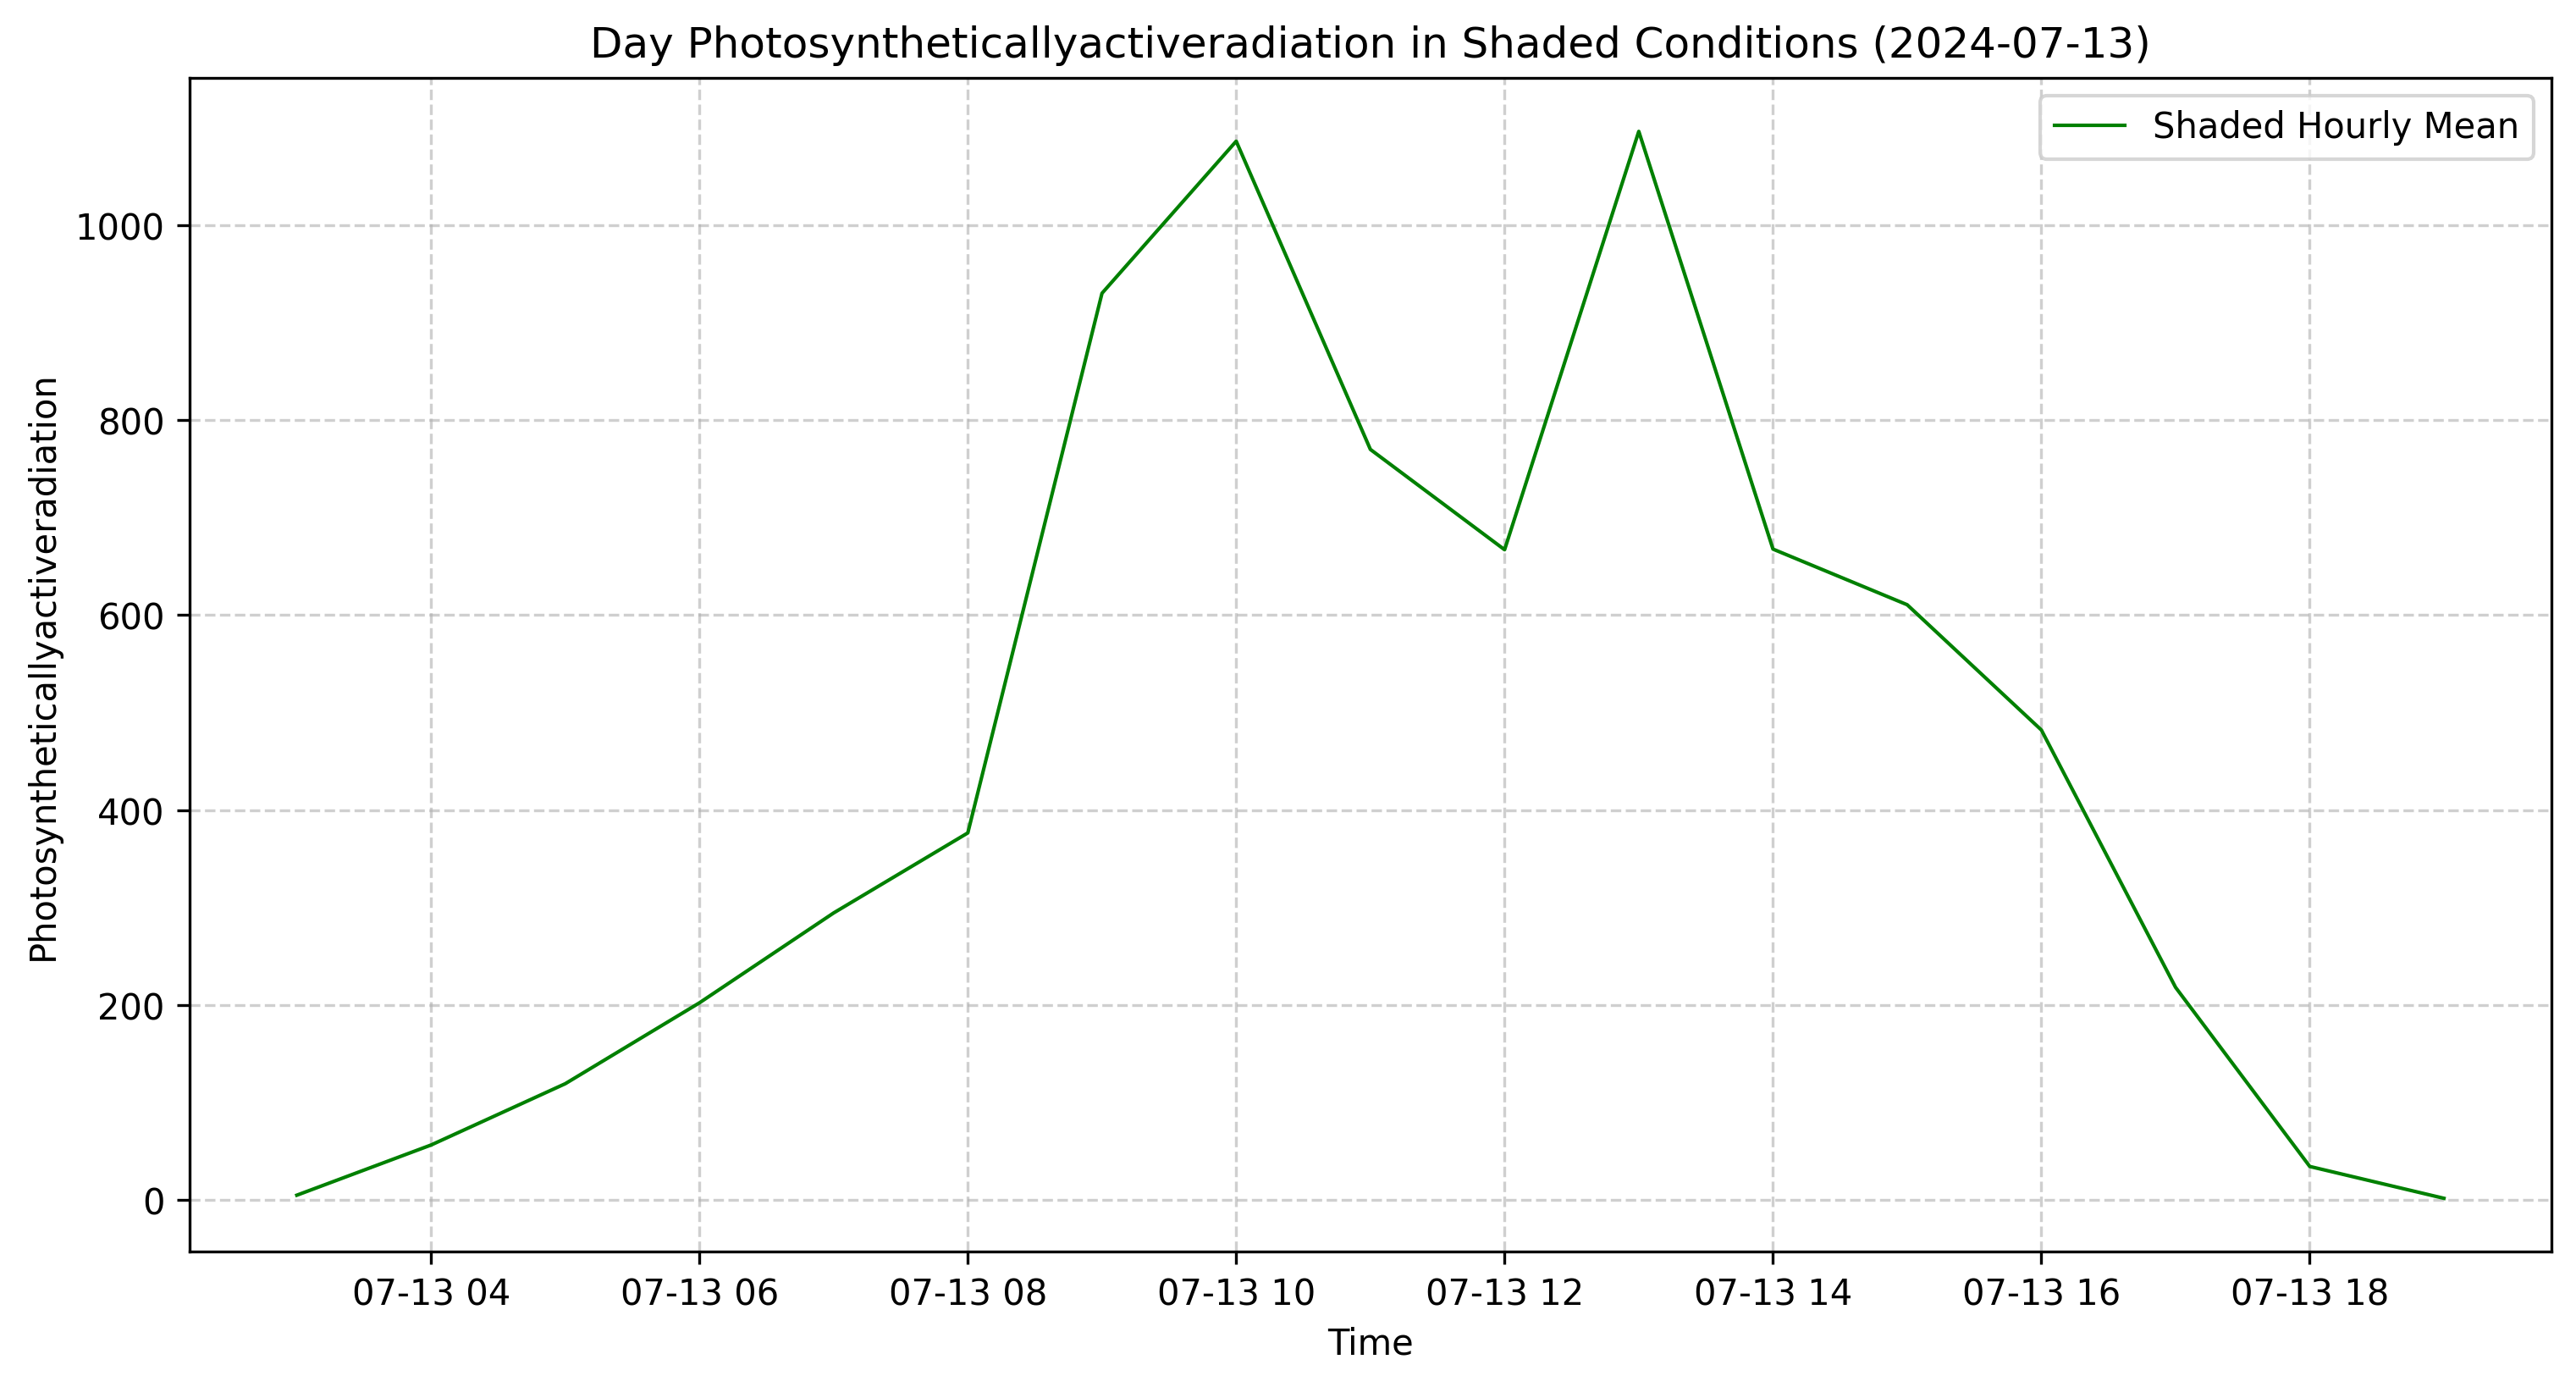 Day Photosyntheticallyactiveradiation in Shaded Conditions (2024-07-13)
Shaded Hourly Mean
Photosyntheticallyactiveradiation
1000
800
600
400
200
0
07-13 04 07-13 06 07-13 08 07-13 10 07-13 12 07-13 14 07-13 16 07-13 18
Time